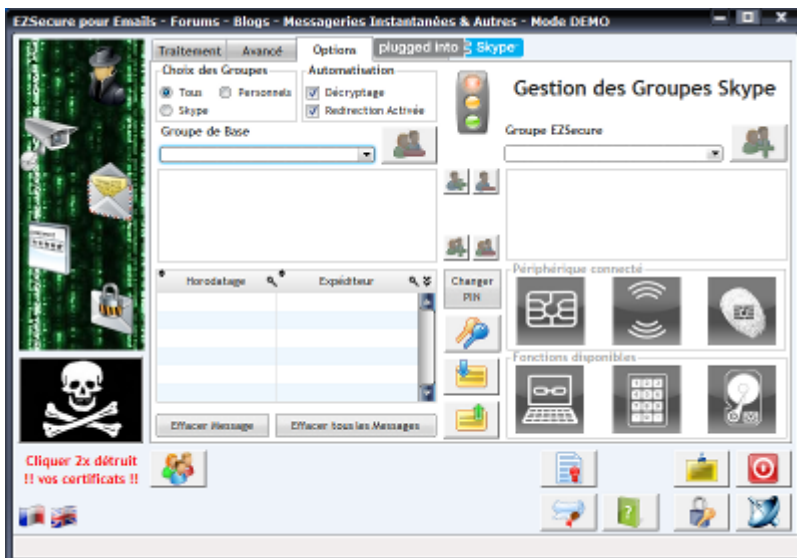 EZSecure pour Emails - Forums - Blogs - Messageries Instantanées & Autres - Mode DEMO
Traitement Avancé Options plugged into Skype
Choix des Groupes
Tous Personnels
Skype
Automatisation
Décryptage
Redirection Activée
Gestion des Groupes Skype
Groupe de Base
Groupe EZSecure
Horodatage Expéditeur
Changer
PIN
Périphérique connecté
Fonctions disponibles
Effacer Message Effacer tous les Messages
Cliquer 2x détruit
!! vos certificats !!